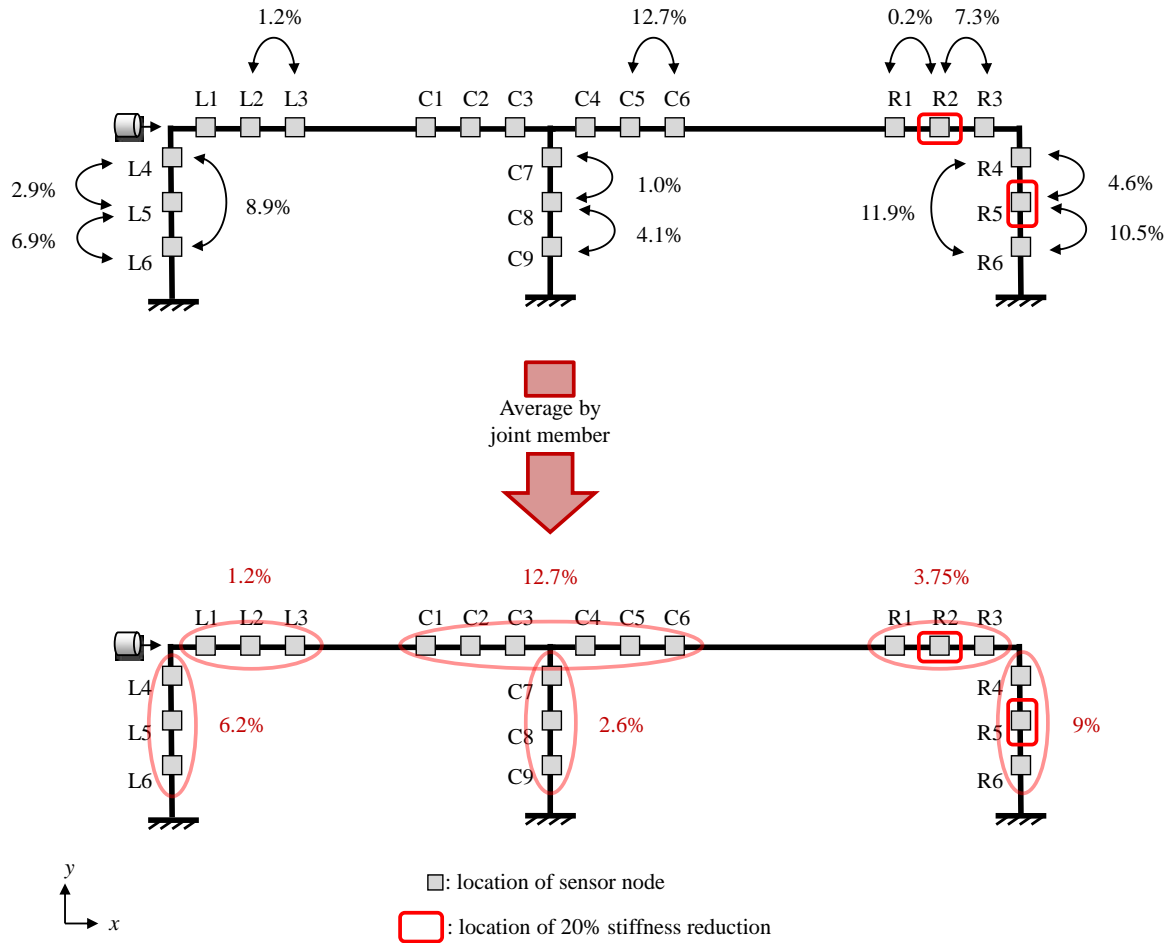 1.2%
12.7%
0.2%
7.3%
L1
L2
L3
C1
C2
C3
C4
C5
C6
R1
R2
R3
L4
C7
R4
2.9%
8.9%
1.0%
11.9%
4.6%
L5
C8
R5
6.9%
4.1%
10.5%
L6
C9
R6
Average by
joint member
1.2%
12.7%
3.75%
L1
L2
L3
C1
C2
C3
C4
C5
C6
R1
R2
R3
L4
C7
R4
L5
6.2%
C8
2.6%
R5
9%
L6
C9
R6
y
x
: location of sensor node
: location of 20% stiffness reduction